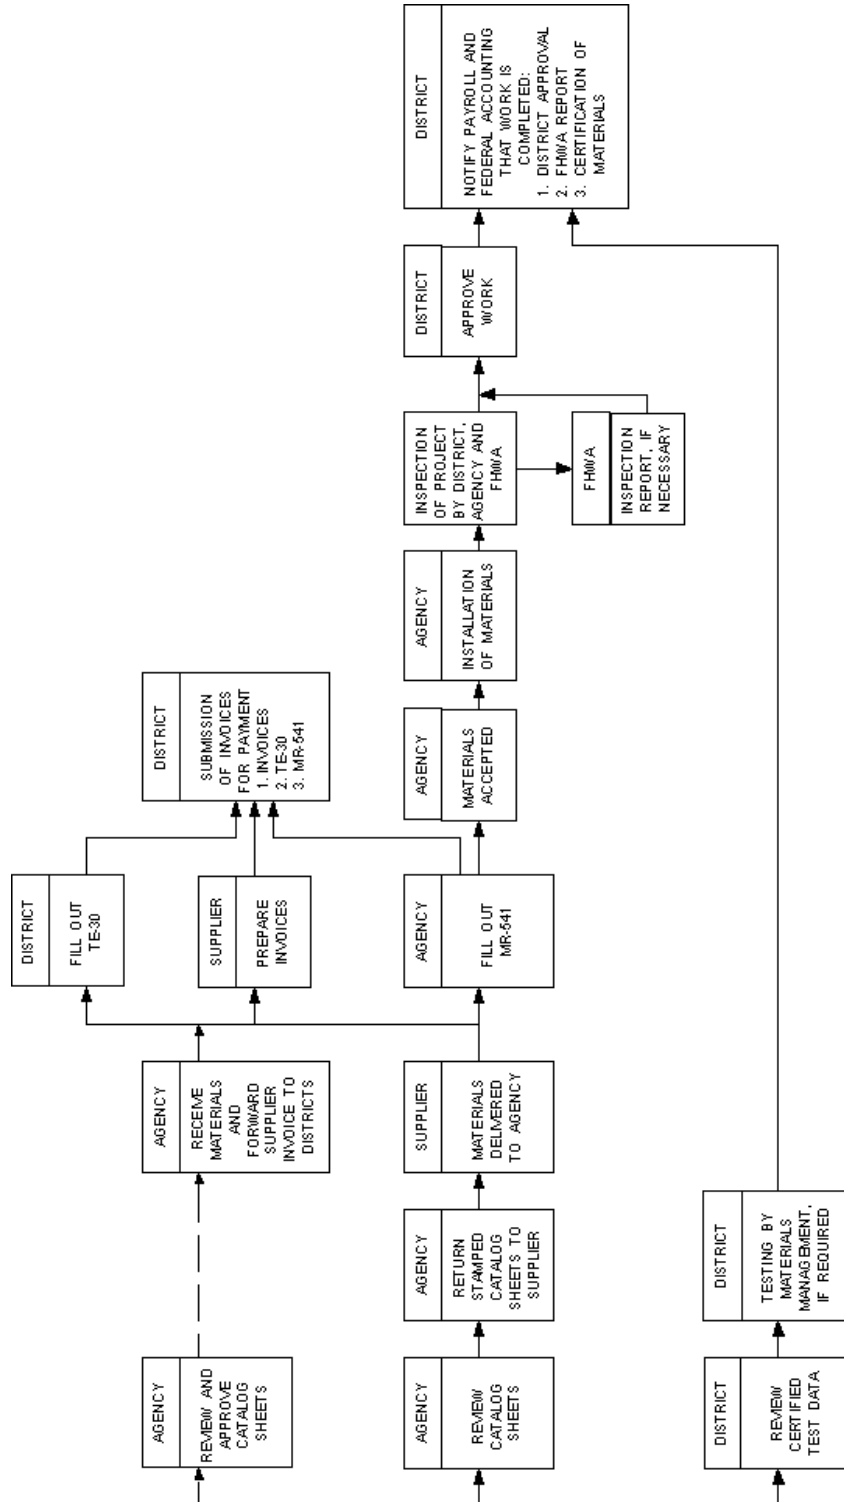 AGENCY
REVIEW AND
APPROVE
CATALOG
SHEETS
AGENCY
RECEIVE
MATERIALS
AND
FORWARD
SUPPLIER
INVOICE TO
DISTRICTS
DISTRICT
FILL OUT
TE-30
SUPPLIER
PREPARE
INVOICES
DISTRICT
SUBMISSION
OF INVOICES
FOR PAYMENT
1. INVOICES
2. TE-30
3. MR-541
AGENCY
REVIEW
CATALOG
SHEETS
AGENCY
RETURN
STAMPED
CATALOG
SHEETS TO
SUPPLIER
SUPPLIER
MATERIALS
DELIVERED
TO AGENCY
AGENCY
FILL OUT
MR-541
AGENCY
MATERIALS
ACCEPTED
AGENCY
INSTALLATION
OF MATERIALS
INSPECTION
OF PROJECT
BY DISTRICT,
AGENCY AND
FHWA
FHWA
INSPECTION
REPORT, IF
NECESSARY
DISTRICT
APPROVE
WORK
DISTRICT
NOTIFY PAYROLL AND
FEDERAL ACCOUNTING
THAT WORK IS
COMPLETED:
1. DISTRICT APPROVAL
2. FHWA REPORT
3. CERTIFICATION OF
MATERIALS
DISTRICT
REVIEW
CERTIFIED
TEST DATA
DISTRICT
TESTING BY
MATERIALS
MANAGEMENT,
IF REQUIRED